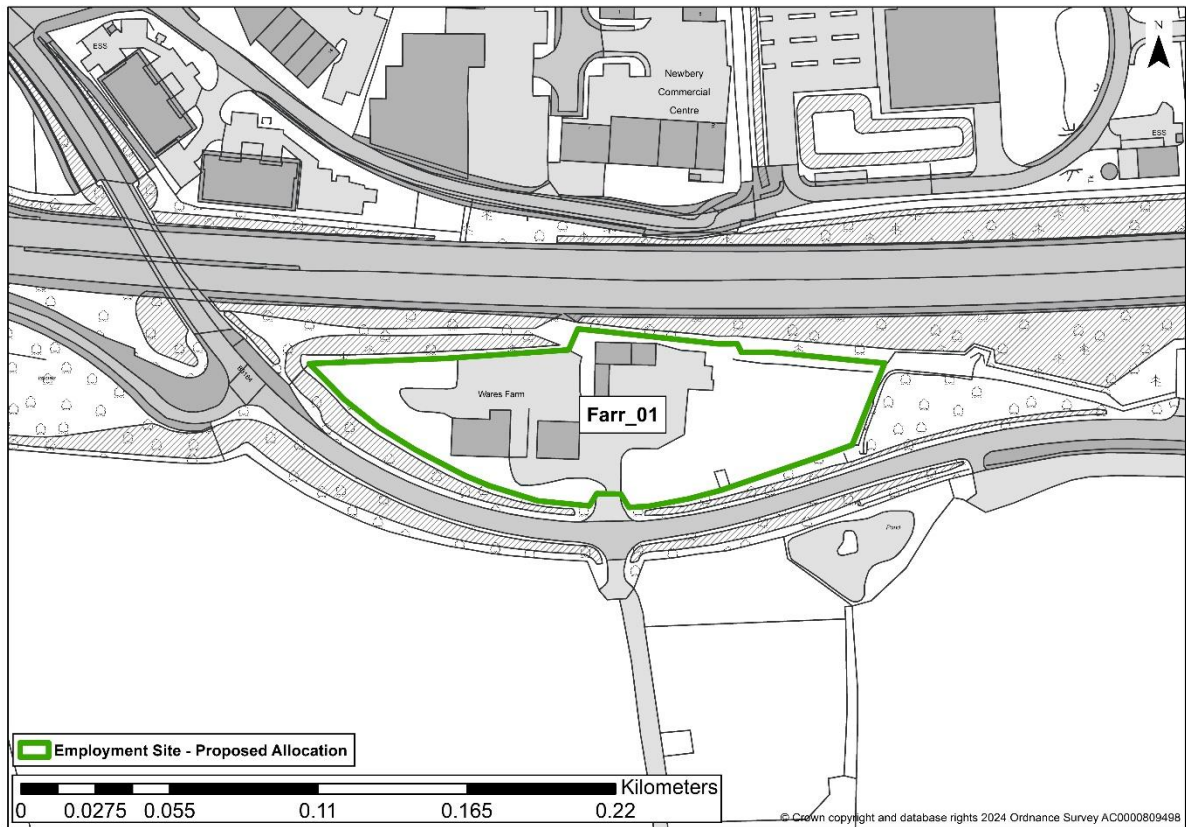 ESS
Newbery
Commercial
Centre
N
ESS
Wares Farm
Farr_01
Pond
Employment Site - Proposed Allocation
Kilometers
0 0.0275 0.055 0.11 0.165 0.22
© Crown copyright and database rights 2024 Ordnance Survey AC0000809498